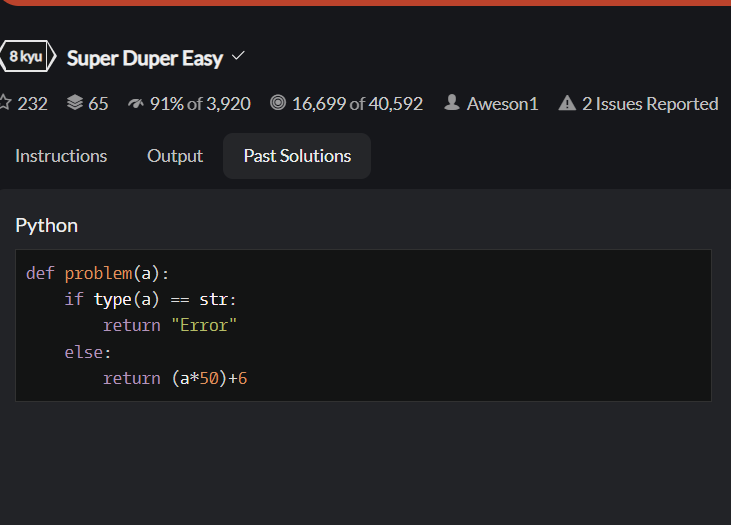 8 kyu Super Duper Easy
232 65 91% of 3,920 16,699 of 40,592 Aweson1 2 Issues Reported
Instructions Output Past Solutions
Python
def problem(a):
    if type(a) == str:
        return "Error"
    else:
        return (a*50)+6